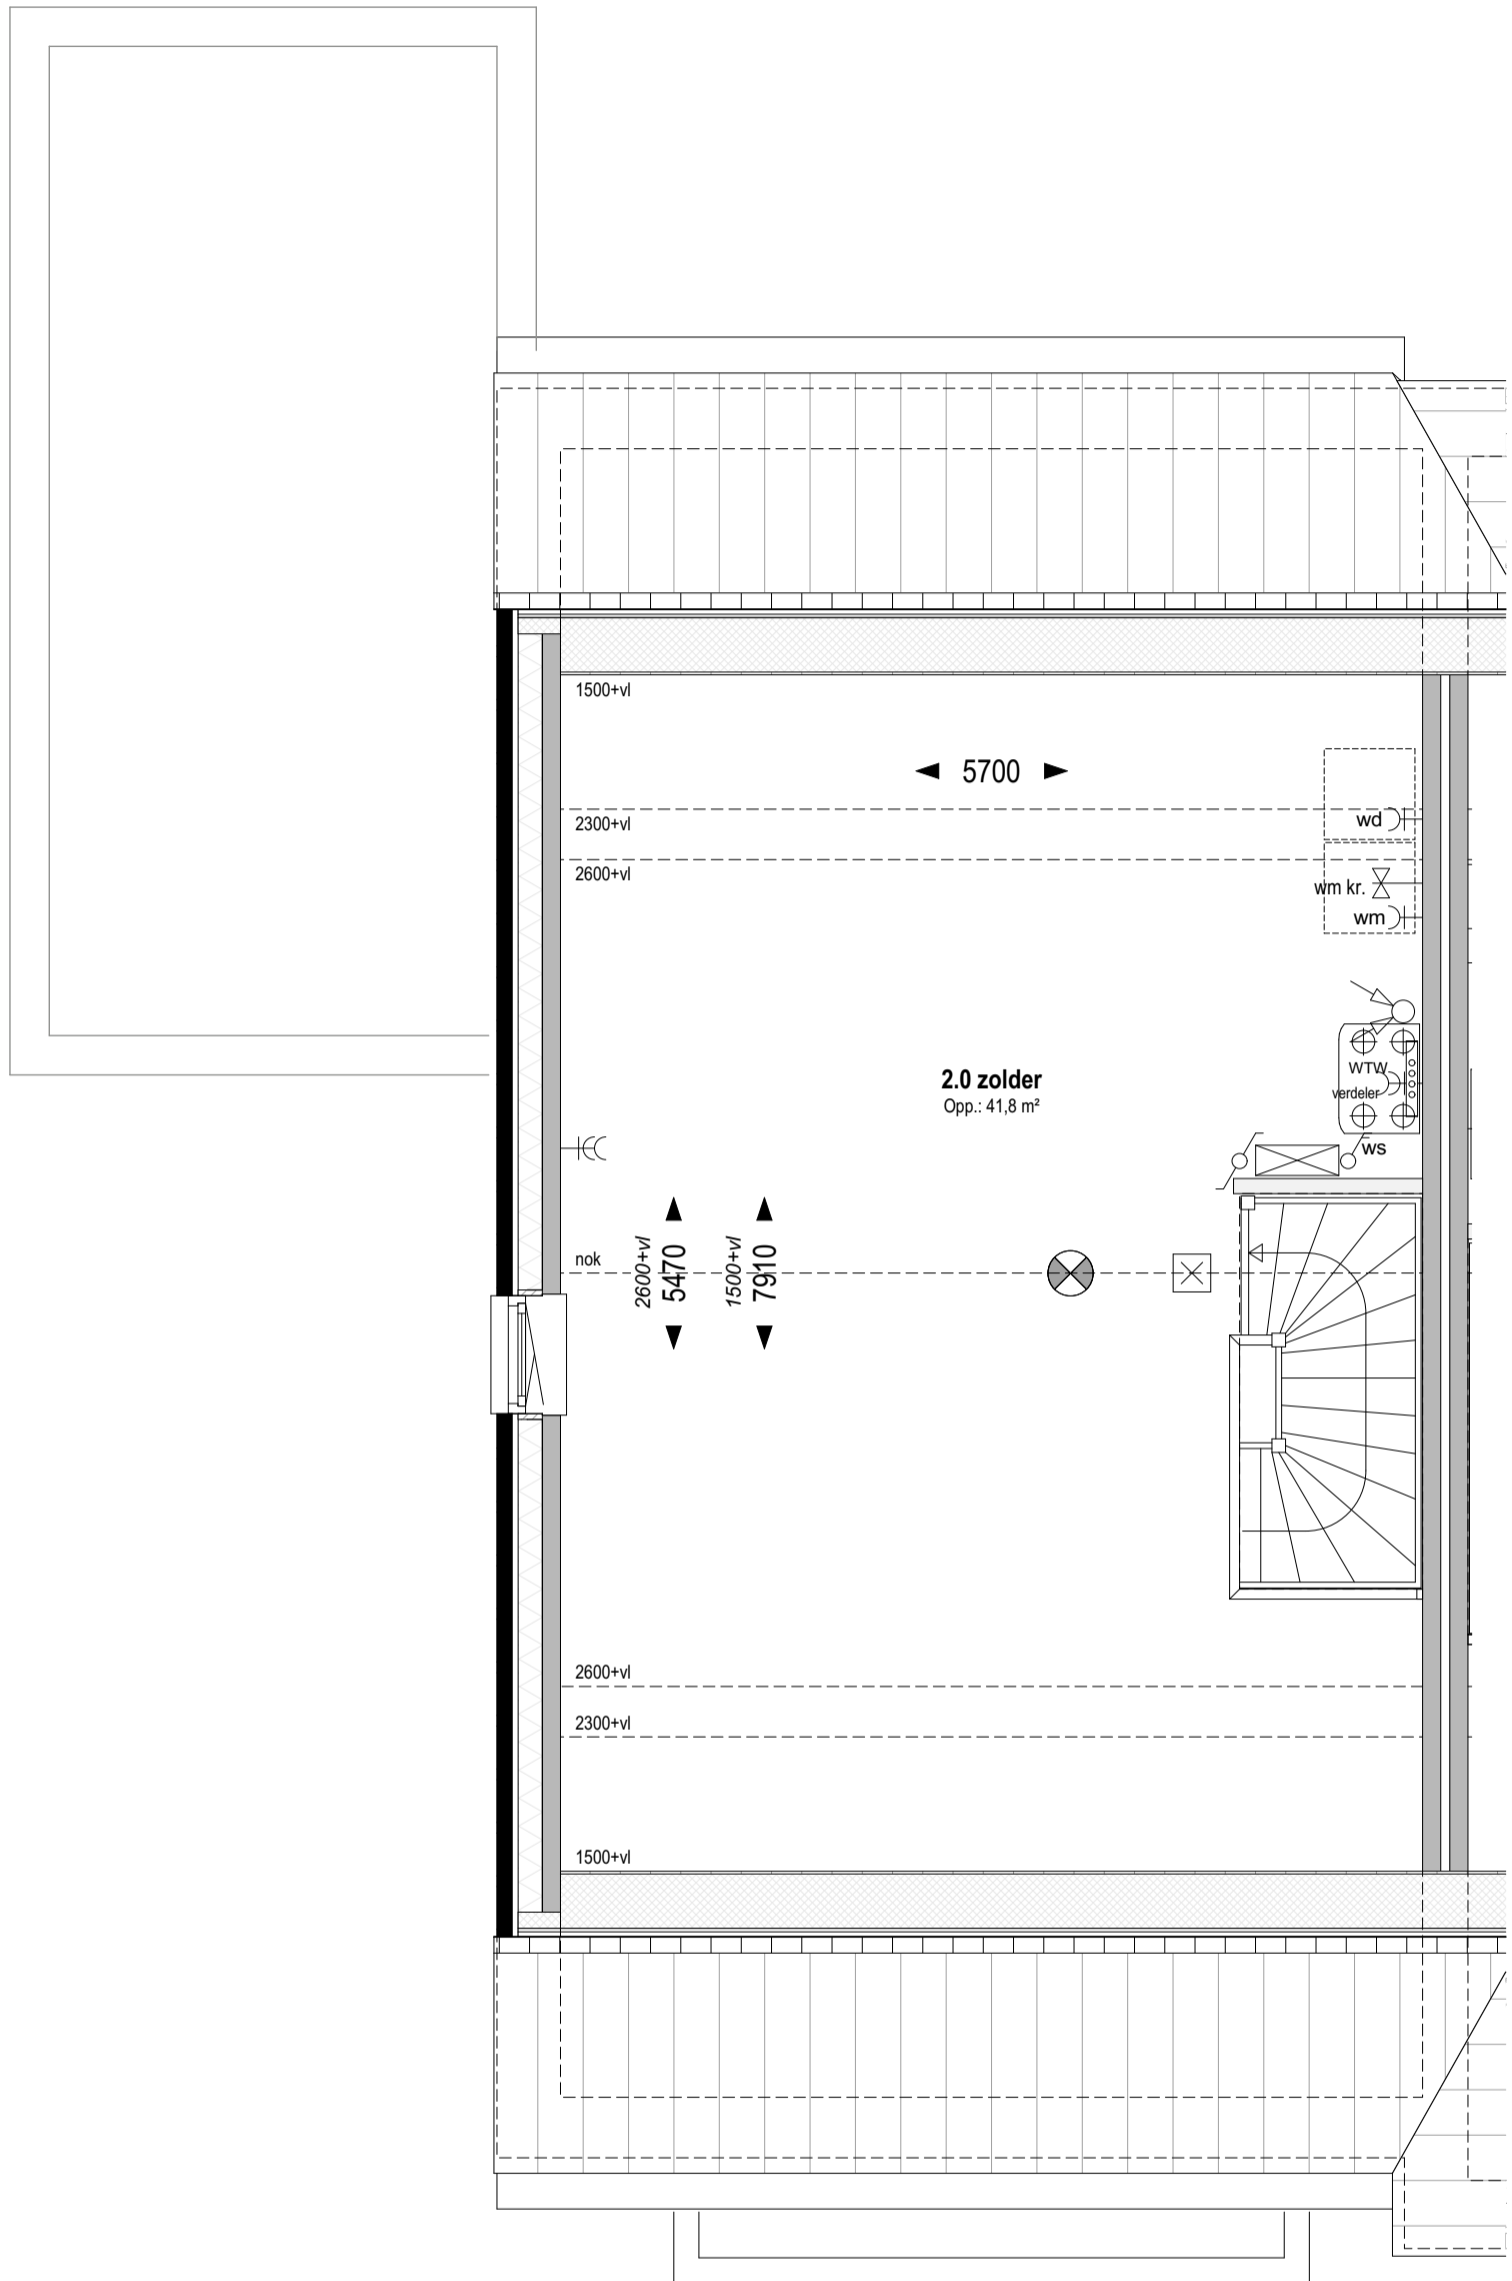 1500+vl
5700
2300+vl
wd
2600+vl
wm kr.
wm
WTW
2.0 zolder
verdeler
Opp.: 41,8 m²
ws
nok
2600+vl
5470
1500+vl
7910
2600+vl
2300+vl
1500+vl